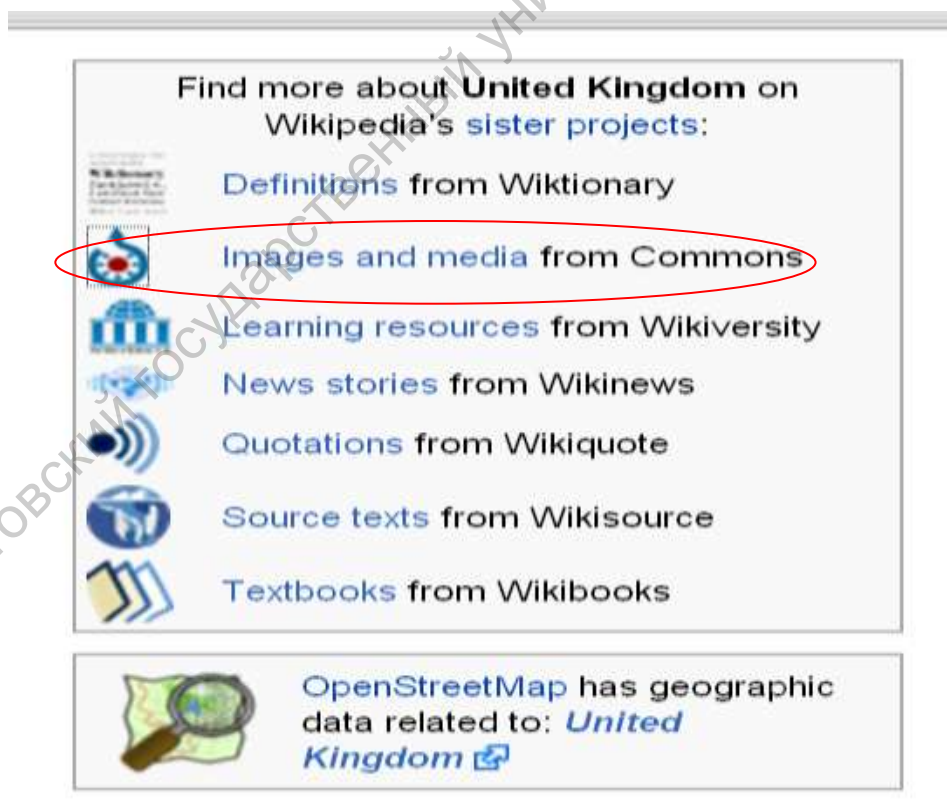 Find more about United Kingdom on
Wikipedia's sister projects:
Definitions from Wiktionary
Images and media from Commons
Learning resources from Wikiversity
News stories from Wikinews
Quotations from Wikiquote
Source texts from Wikisource
Textbooks from Wikibooks
OpenStreetMap has geographic
data related to: United
Kingdom